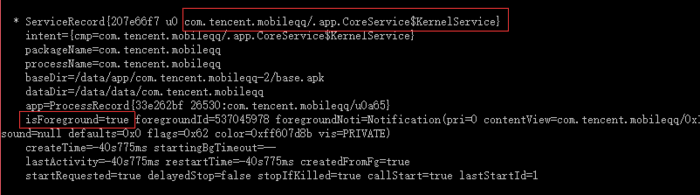 * ServiceRecord{207e66f7 u0 com.tencent.mobileqq/.app.CoreService$KernelService}
intent={cmp=com.tencent.mobileqq/.app.CoreService$KernelService}
packageName=com.tencent.mobileqq
processName=com.tencent.mobileqq
baseDir=/data/app/com.tencent.mobileqq-2/base.apk
dataDir=/data/data/com.tencent.mobileqq
app=ProcessRecord{33e262bf 26530:com.tencent.mobileqq/u0a65}
isForeground=true foregroundId=537045978 foregroundNoti=Notification(pri=0 contentView=com.tencent.mobileqq/0x1
sound=null defaults=0x0 flags=0x62 color=0xff607d8b vis=PRIVATE)
createTime=-40s775ms startingBgTimeout=--
lastActivity=-40s775ms restartTime=-40s775ms createdFromFg=true
startRequested=true delayedStop=false stopIfKilled=true callStart=true lastStartId=1